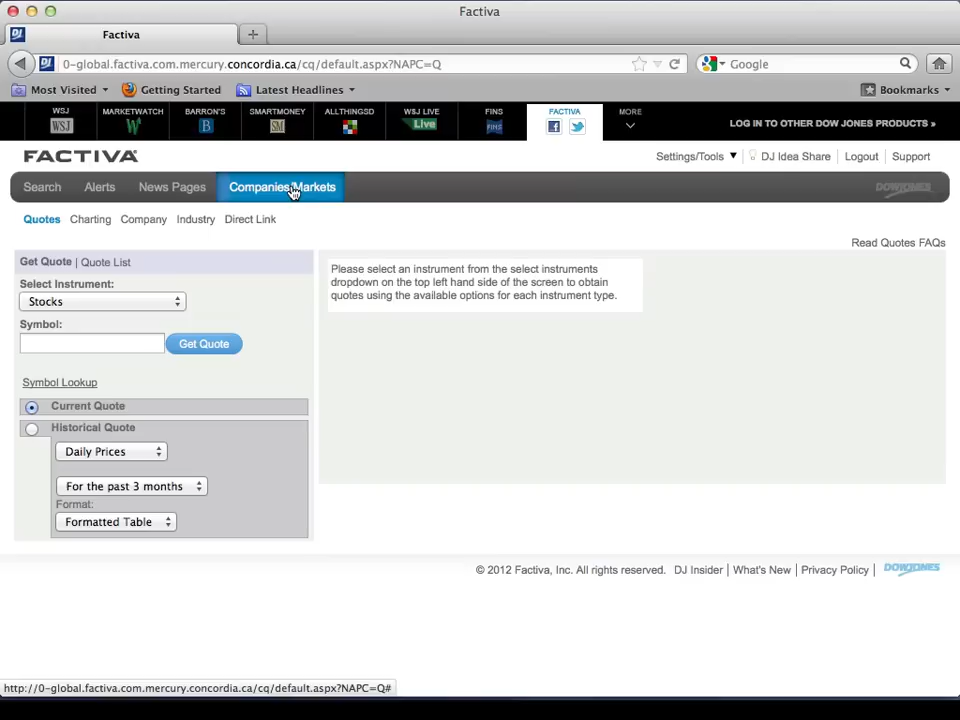 Factiva
Factiva
0-global.factiva.com.mercury.concordia.ca/cq/default.aspx?NAPC=Q
Google
Most Visited
Getting Started
Latest Headlines
Bookmarks
WSJ
MARKETWATCH
BARRON'S
SMARTMONEY
ALLTHINGSD
WSJ LIVE
FINS
FACTIVA
MORE
WSJ
W
B
SM
Live
FINS
LOG IN TO OTHER DOW JONES PRODUCTS »
FACTIVA
Settings/Tools
DJ Idea Share
Logout
Support
Search
Alerts
News Pages
Companies/Markets
DOWJONES
Quotes
Charting
Company
Industry
Direct Link
Read Quotes FAQs
Get Quote | Quote List
Select Instrument:
Stocks
Symbol:
Get Quote
Symbol Lookup
Current Quote
Historical Quote
Daily Prices
For the past 3 months
Format:
Formatted Table
Please select an instrument from the select instruments
dropdown on the top left hand side of the screen to obtain
quotes using the available options for each instrument type.
© 2012 Factiva, Inc. All rights reserved.
DJ Insider | What's New | Privacy Policy |
DOWJONES
http://0-global.factiva.com.mercury.concordia.ca/cq/default.aspx?NAPC=Q#